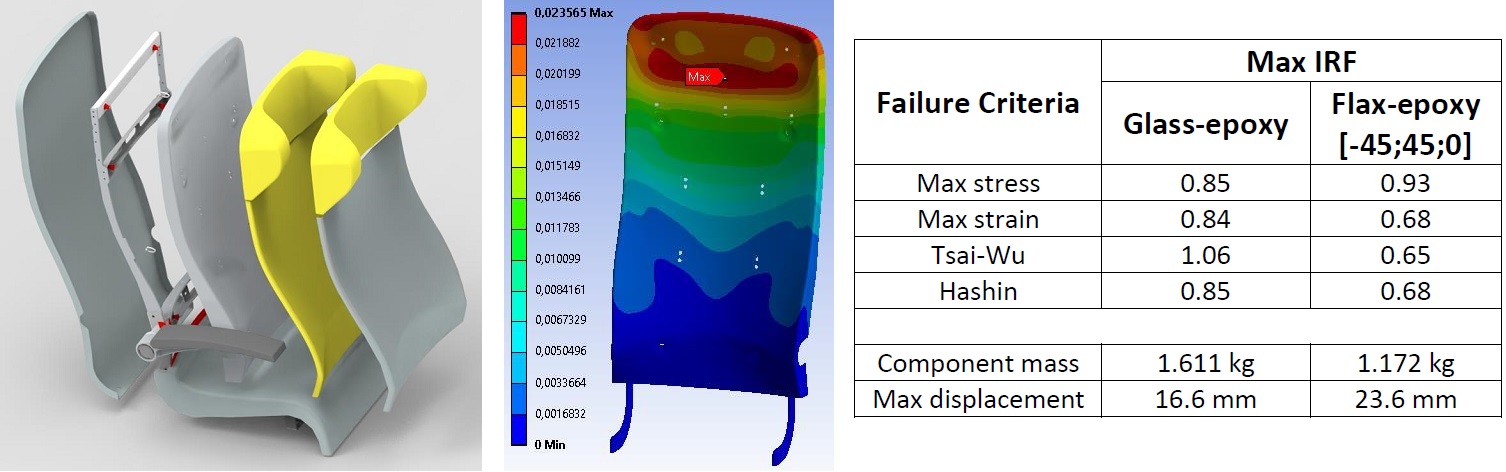 0,023565 Max
0,021882
0,020199
0,018515
0,016832
0,015149
0,013466
0,011783
0,010099
0,0084161
0,0067329
0,0050496
0,0033664
0,0016832
0 Min
Max
Failure Criteria
Max IRF
Glass-epoxy
Flax-epoxy
[-45;45;0]
Max stress 0.85 0.93
Max strain 0.84 0.68
Tsai-Wu 1.06 0.65
Hashin 0.85 0.68
Component mass 1.611 kg 1.172 kg
Max displacement 16.6 mm 23.6 mm